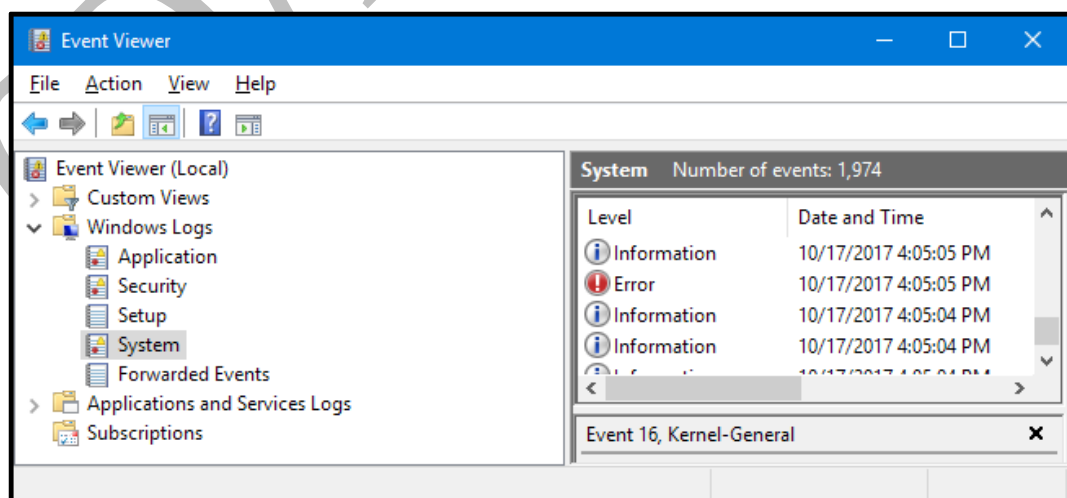 Event Viewer
File Action View Help
Event Viewer (Local)
Custom Views
Windows Logs
Application
Security
Setup
System
Forwarded Events
Applications and Services Logs
Subscriptions
System Number of events: 1,974
Level Date and Time
Information 10/17/2017 4:05:05 PM
Error 10/17/2017 4:05:05 PM
Information 10/17/2017 4:05:04 PM
Information 10/17/2017 4:05:04 PM
Event 16, Kernel-General